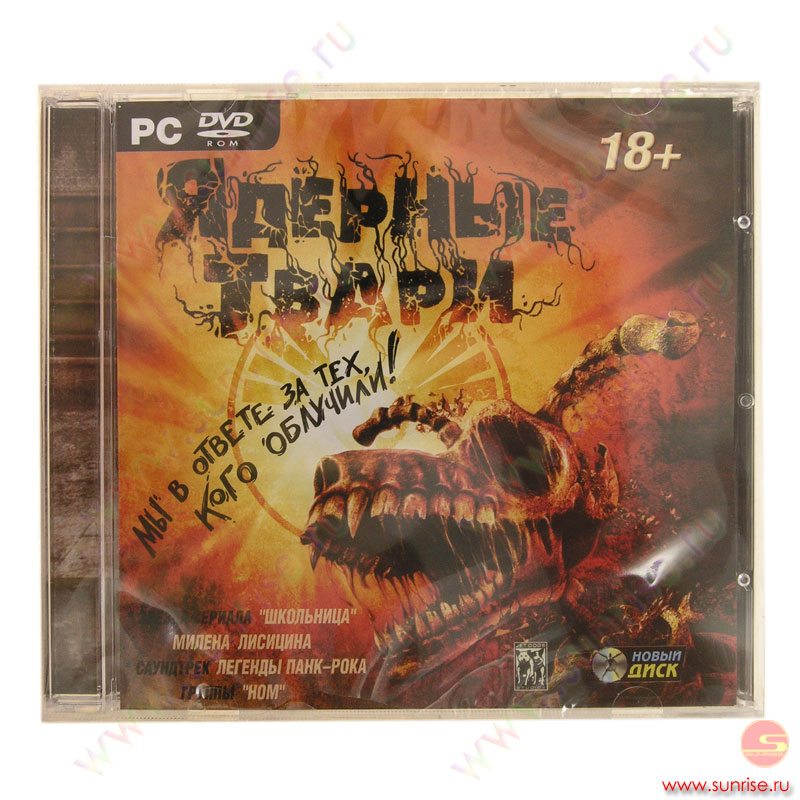 PC DVD
ROM
18+
ЯДЕРНЫЕ
ТВАРИ
МЫ В ОТВЕТЕ ЗА ТЕХ,
КОГО ОБЛУЧИЛИ!
"ШКОЛЬНИЦА"
МИЛЕНА ЛИСИЦИНА
САУНДТРЕК ЛЕГЕНДЫ ПАНК-РОКА
ГРУППЫ "НОМ"
НОВЫЙ
ДИСК
www.sunrise.ru